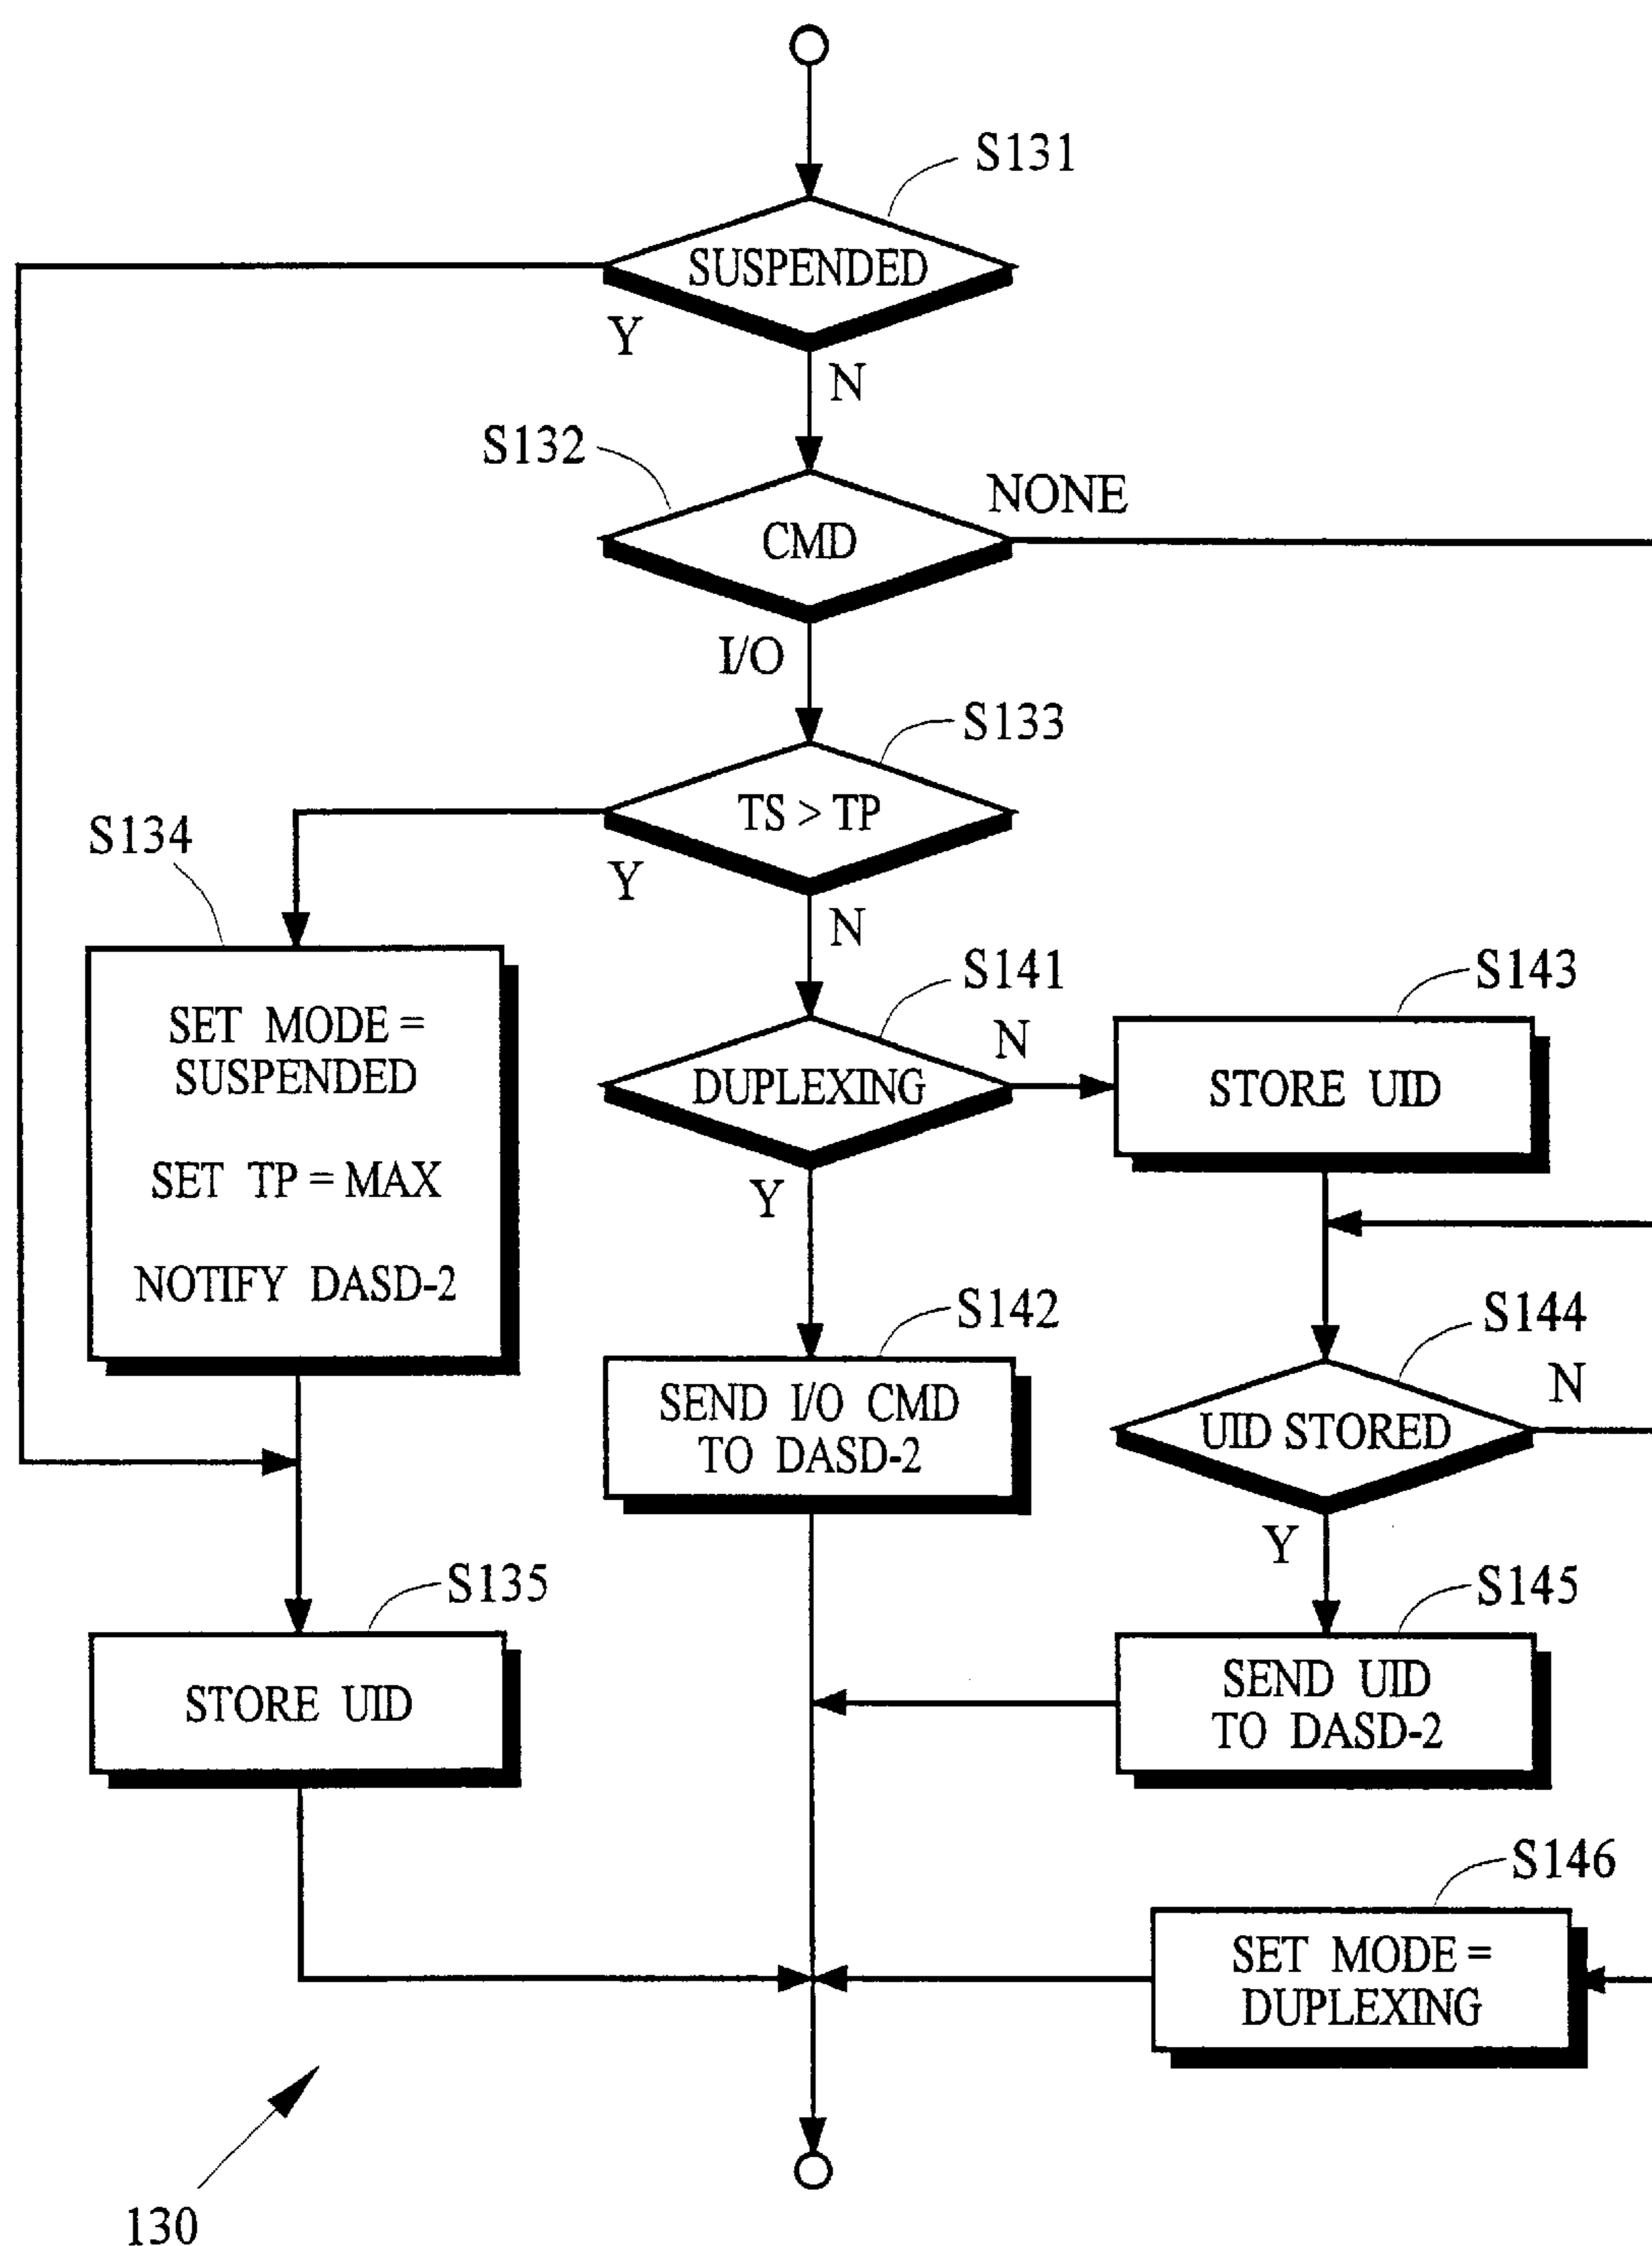 S131
SUSPENDED
Y
N
S132
NONE
CMD
I/O
S133
TS > TP
Y
N
S134
SET MODE =
SUSPENDED
SET TP = MAX
NOTIFY DASD-2
S141
DUPLEXING
N
Y
S143
STORE UID
S142
SEND I/O CMD
TO DASD-2
S144
UID STORED
N
Y
S135
STORE UID
S145
SEND UID
TO DASD-2
S146
SET MODE =
DUPLEXING
130